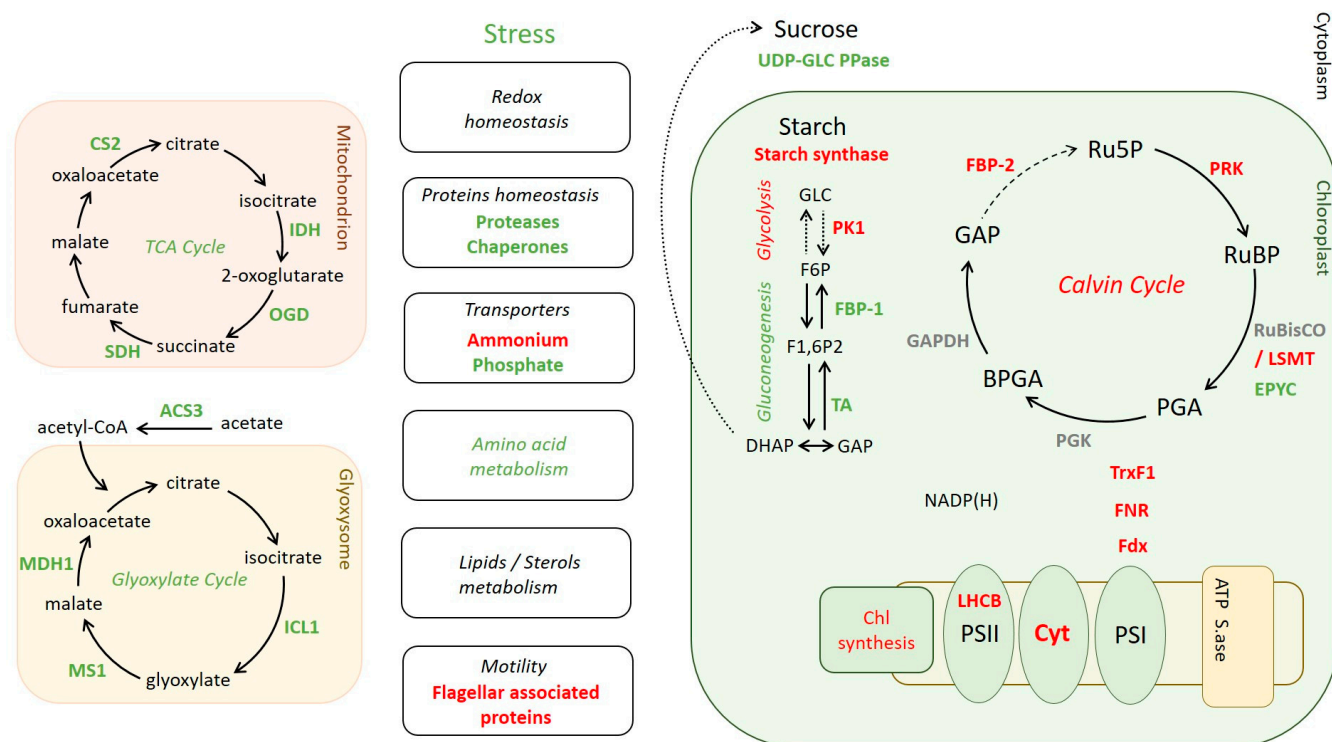 Mitochondrion
CS2
citrate
oxaloacetate
isocitrate
IDH
malate
TCA Cycle
2-oxoglutarate
fumarate
OGD
SDH
succinate
ACS3
acetyl-CoA
acetate
Glyoxysome
citrate
oxaloacetate
isocitrate
MDH1
Glyoxylate Cycle
malate
ICL1
MS1
glyoxylate
Stress
Redox
homeostasis
Proteins homeostasis
Proteases
Chaperones
Transporters
Ammonium
Phosphate
Amino acid
metabolism
Lipids / Sterols
metabolism
Motility
Flagellar associated
proteins
Cytoplasm
Sucrose
UDP-GLC PPase
Chloroplast
Starch
Starch synthase
Glycolysis
GLC
PK1
F6P
Gluconeogenesis
FBP-1
F1,6P2
TA
DHAP
GAP
FBP-2
Ru5P
PRK
GAP
RuBP
Calvin Cycle
GAPDH
RuBisCO
/ LSMT
EPYC
BPGA
PGA
PGK
TrxF1
NADP(H)
FNR
Fdx
Chl
synthesis
LHCB
PSII
Cyt
PSI
ATP S.ase